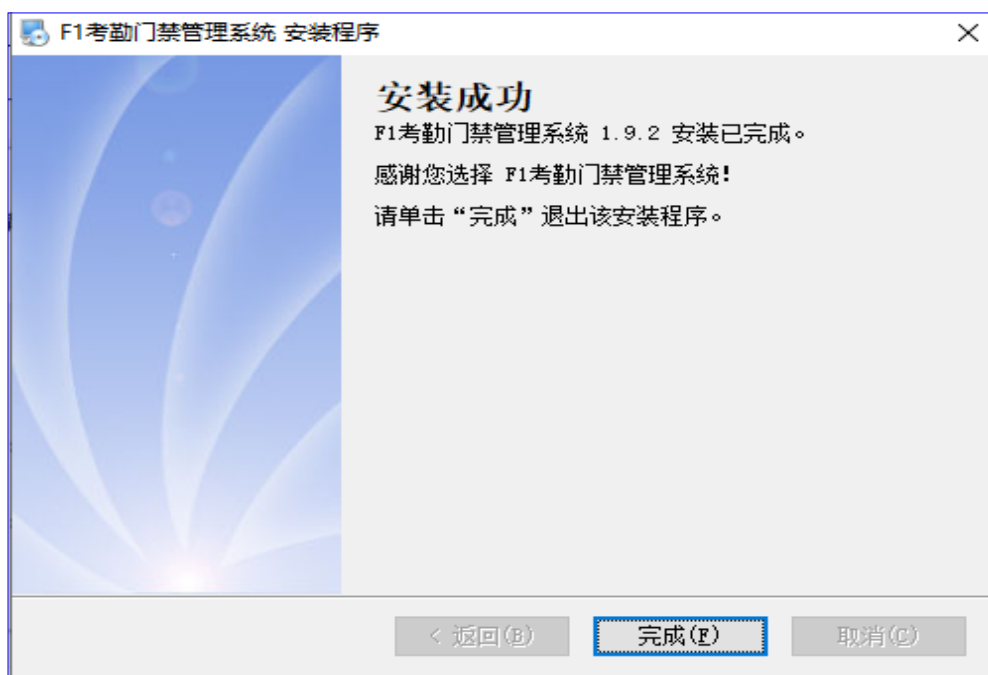 F1考勤门禁管理系统 安装程序
安装成功
F1考勤门禁管理系统 1.9.2 安装已完成。
感谢您选择 F1考勤门禁管理系统!
请单击“完成”退出该安装程序。
< 返回(B)
完成(F)
取消(C)